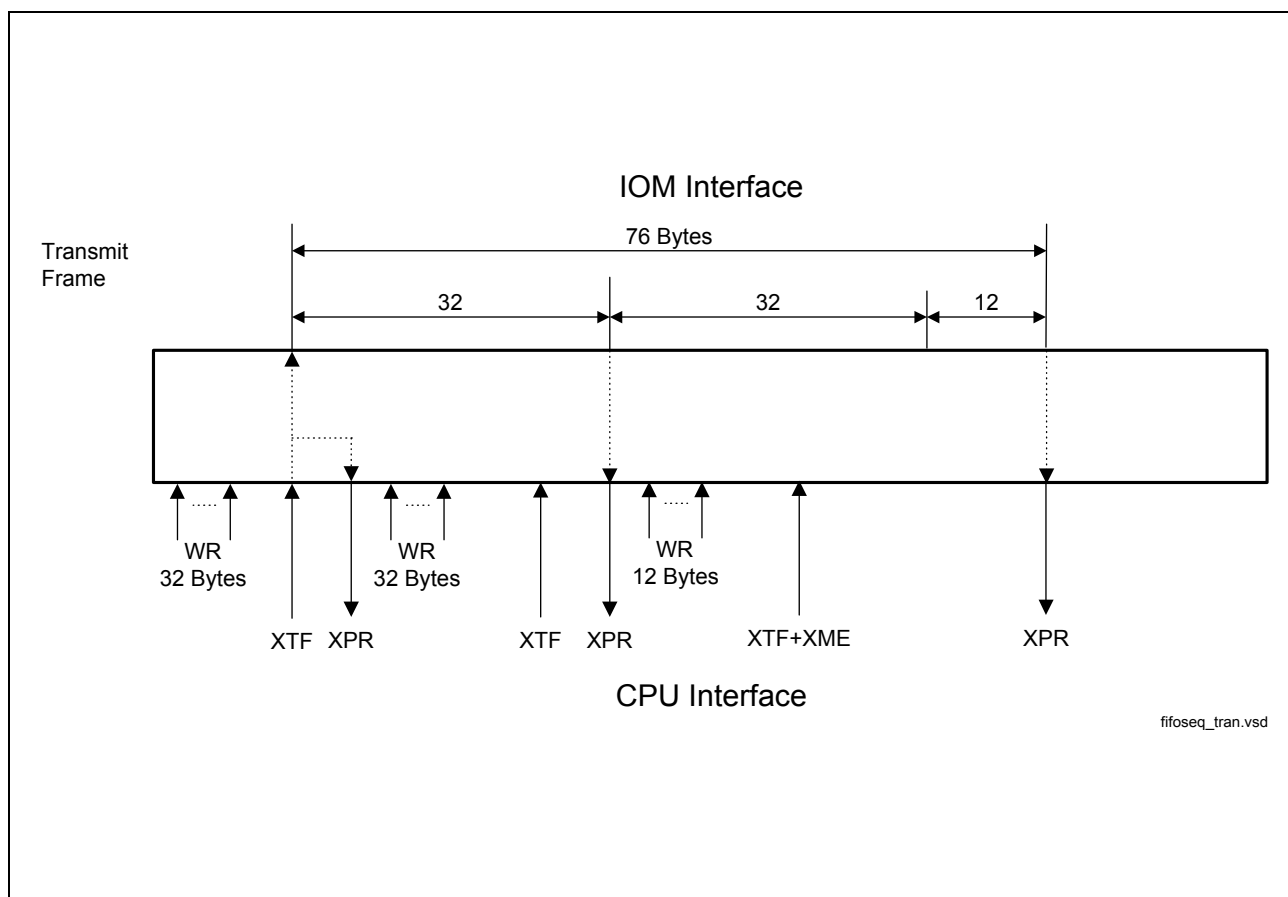 IOM Interface
Transmit
Frame
76 Bytes
32
32
12
.....
.....
.....
WR
32 Bytes
WR
32 Bytes
WR
12 Bytes
XTF
XPR
XTF
XPR
XTF+XME
XPR
CPU Interface
fifoseq_tran.vsd